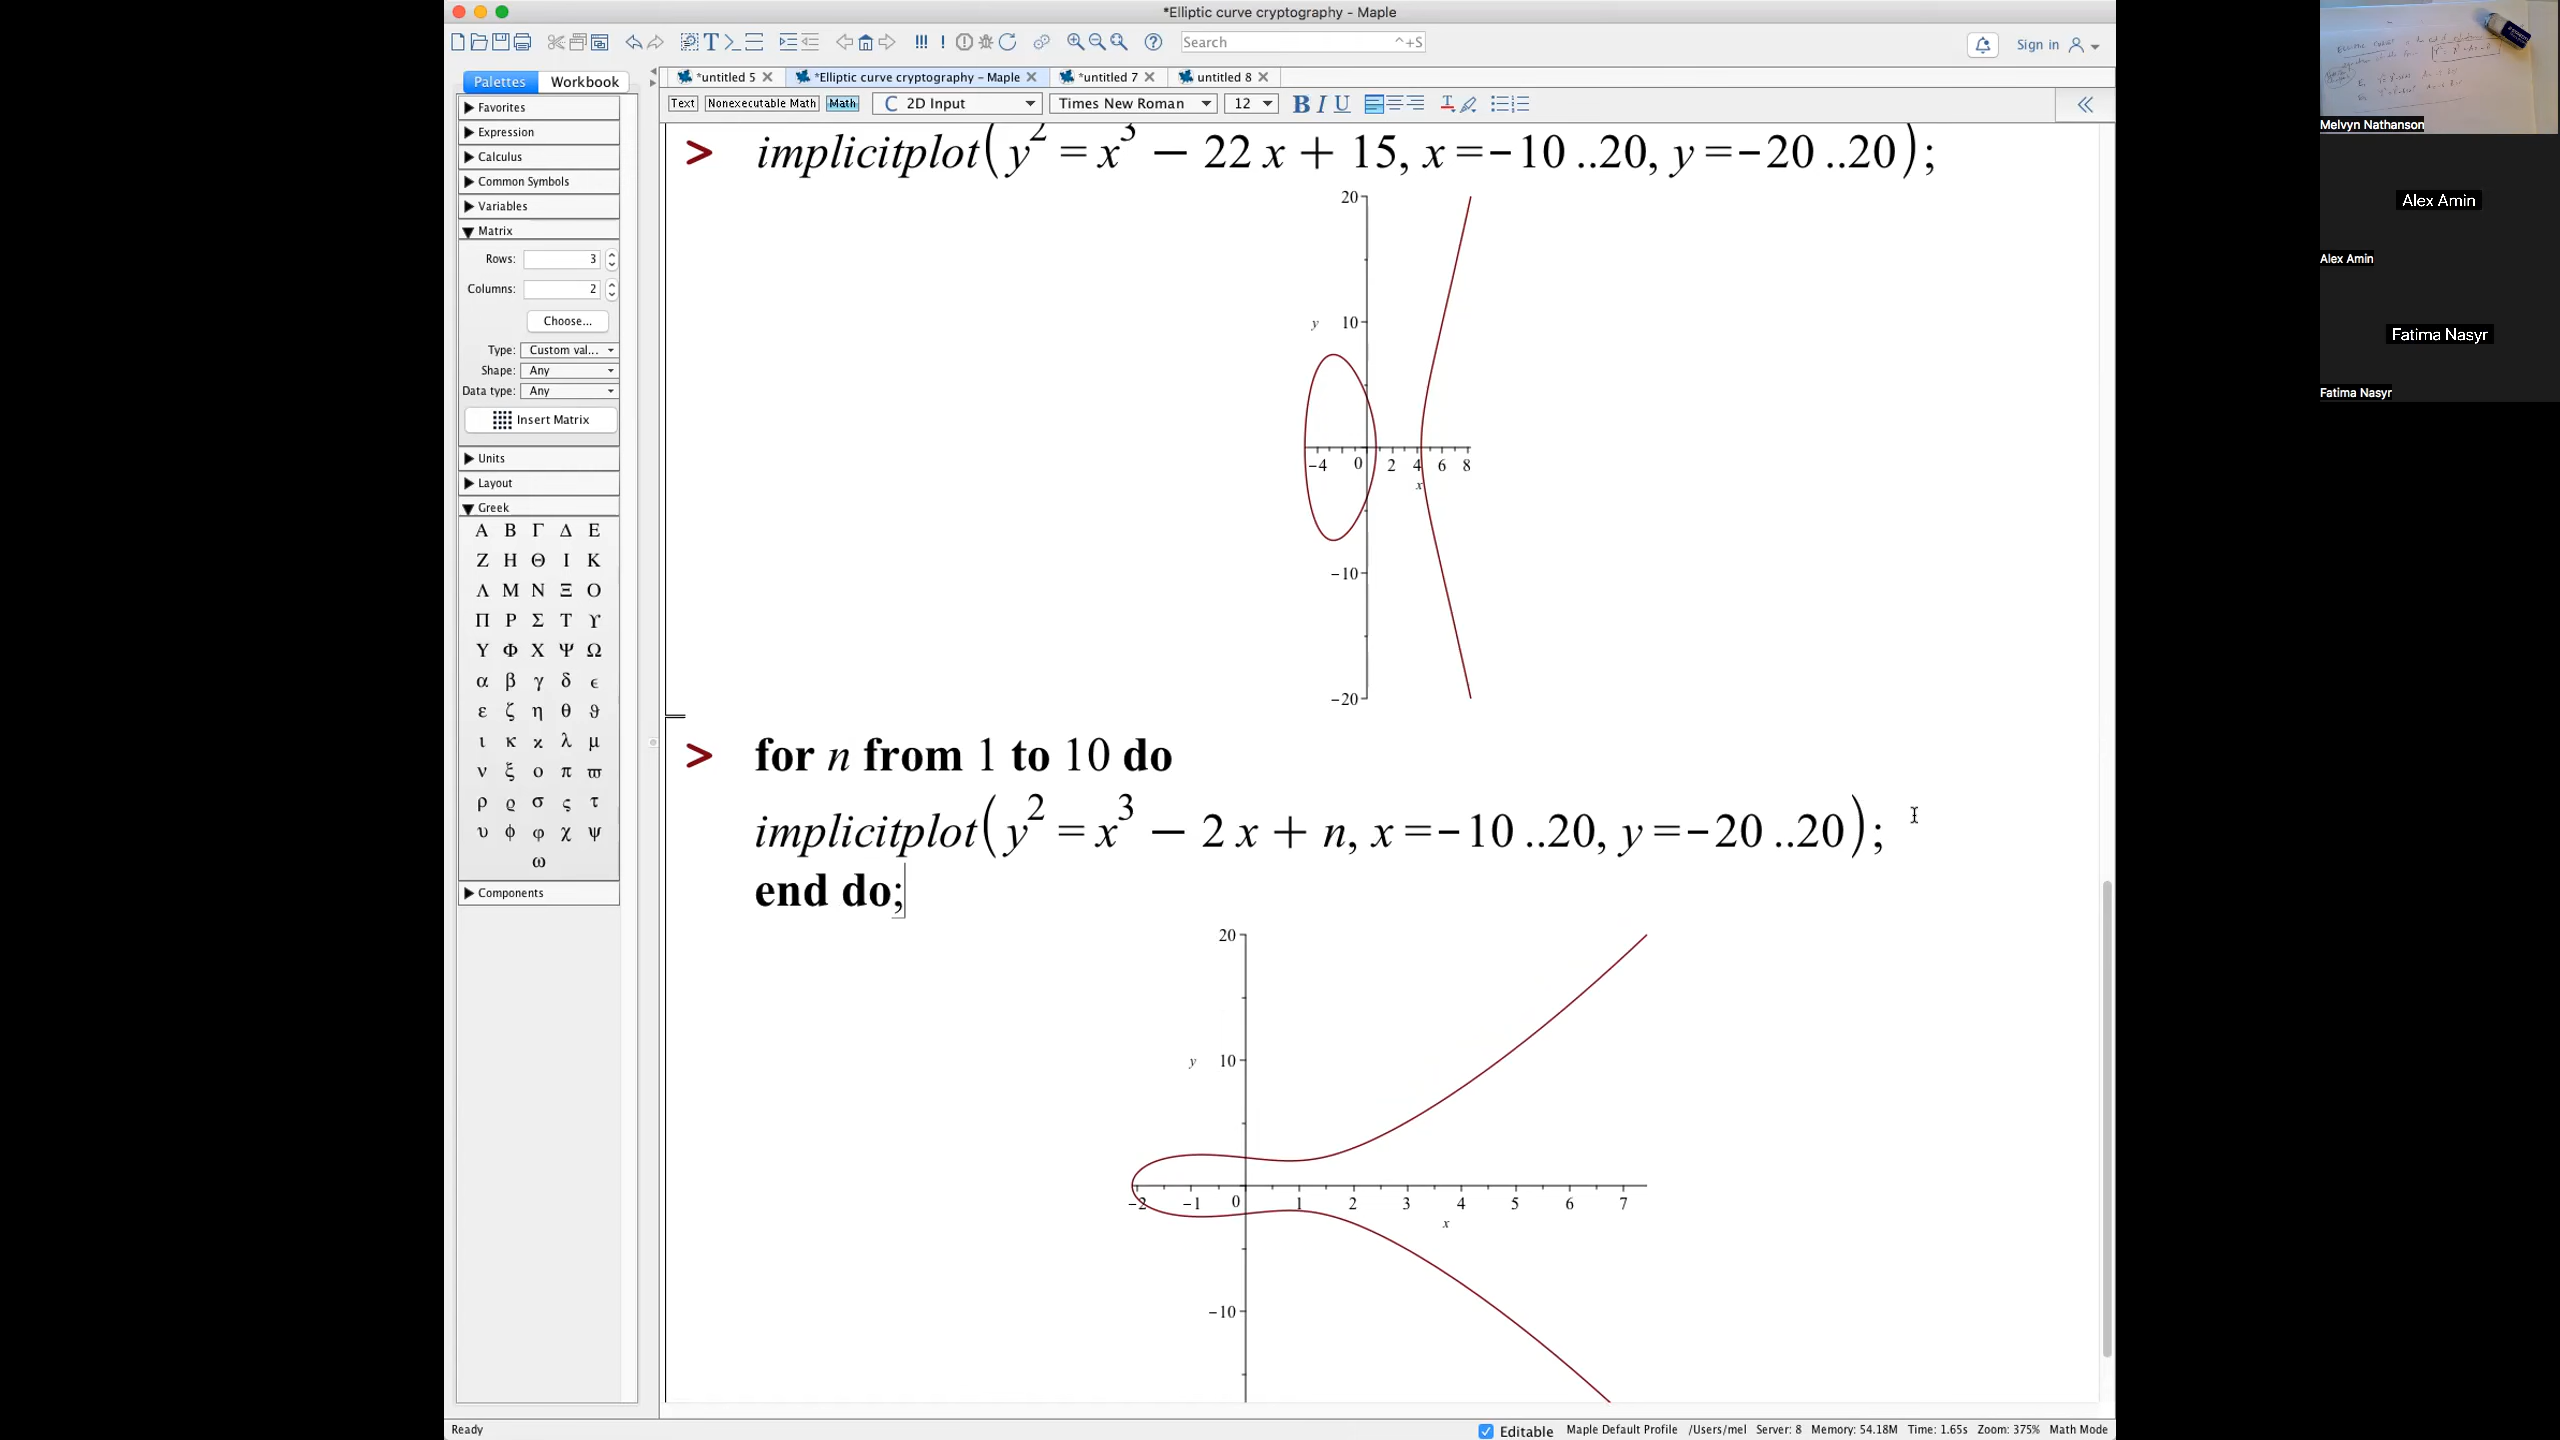 *Elliptic curve cryptography - Maple
Search ^+S
Sign in
Palettes Workbook
*untitled 5 *Elliptic curve cryptography – Maple *untitled 7 untitled 8
Text Nonexecutable Math Math C 2D Input Times New Roman 12 B I U
Favorites
Expression
Calculus
Common Symbols
Variables
Matrix
Rows: 3
Columns: 2
Choose...
Type: Custom val...
Shape: Any
Data type: Any
Insert Matrix
Units
Layout
Greek
Α Β Γ Δ Ε
Ζ Η Θ Ι Κ
Λ Μ Ν Ξ Ο
Π Ρ Σ Τ ϒ
Υ Φ Χ Ψ Ω
α β γ δ ϵ
ε ζ η θ ϑ
ι κ ϰ λ μ
ν ξ ο π ϖ
ρ ϱ σ ς τ
υ ϕ φ χ ψ
ω
Components
> implicitplot(y² = x³ − 22 x + 15, x =−10 ..20, y =−20 ..20);
20
y 10
−4 0 2 4 6 8
x
−10
−20
> for n from 1 to 10 do
implicitplot(y² = x³ − 2 x + n, x =−10 ..20, y =−20 ..20);
end do;
20
y 10
−2 −1 0 1 2 3 4 5 6 7
x
−10
Ready
Editable Maple Default Profile /Users/mel Server: 8 Memory: 54.18M Time: 1.65s Zoom: 375% Math Mode
Melvyn Nathanson
Alex Amin
Alex Amin
Fatima Nasyr
Fatima Nasyr